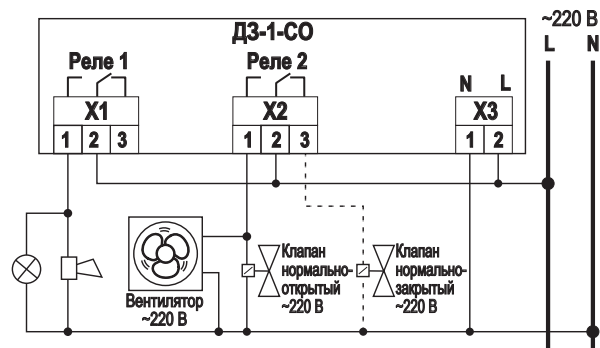 ~220 В
ДЗ-1-СО
L
N
Реле 1
Реле 2
N
L
X1
X2
X3
1
2
3
1
2
3
1
2
Вентилятор
~220 В
Клапан
нормально-
открытый
~220 В
Клапан
нормально-
закрытый
~220 В